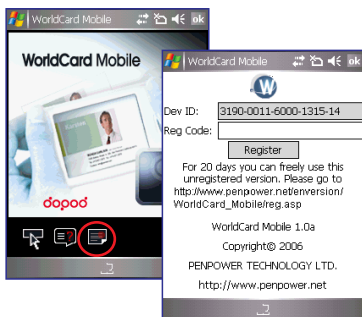 WorldCard Mobile
ok
WorldCard Mobile
dopod
WorldCard Mobile
ok
W
Dev ID: 3190-0011-6000-1315-14
Reg Code:
Register
For 20 days you can freely use this
unregistered version. Please go to
http://www.penpower.net/enversion/
WorldCard_Mobile/reg.asp
WorldCard Mobile 1.0a
Copyright© 2006
PENPOWER TECHNOLOGY LTD.
http://www.penpower.net